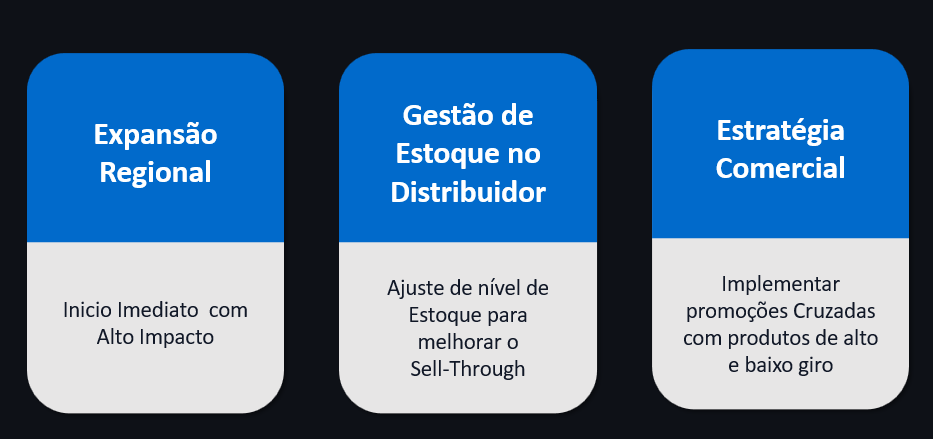 Expansão
Regional
Inicio Imediato  com
Alto Impacto
Gestão de
Estoque no
Distribuidor
Ajuste de nível de
Estoque para
melhorar o
Sell-Through
Estratégia
Comercial
Implementar
promoções Cruzadas
com produtos de alto
e baixo giro